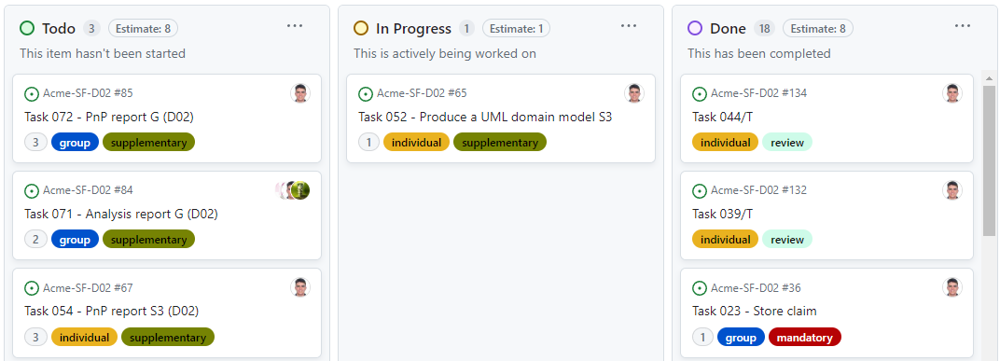 Todo 3 Estimate: 8 ···
This item hasn't been started
Acme-SF-D02 #85
Task 072 - PnP report G (D02)
3 group supplementary
Acme-SF-D02 #84
Task 071 - Analysis report G (D02)
2 group supplementary
Acme-SF-D02 #67
Task 054 - PnP report S3 (D02)
3 individual supplementary
In Progress 1 Estimate: 1 ···
This is actively being worked on
Acme-SF-D02 #65
Task 052 - Produce a UML domain model S3
1 individual supplementary
Done 18 Estimate: 8 ···
This has been completed
Acme-SF-D02 #134
Task 044/T
individual review
Acme-SF-D02 #132
Task 039/T
individual review
Acme-SF-D02 #36
Task 023 - Store claim
1 group mandatory